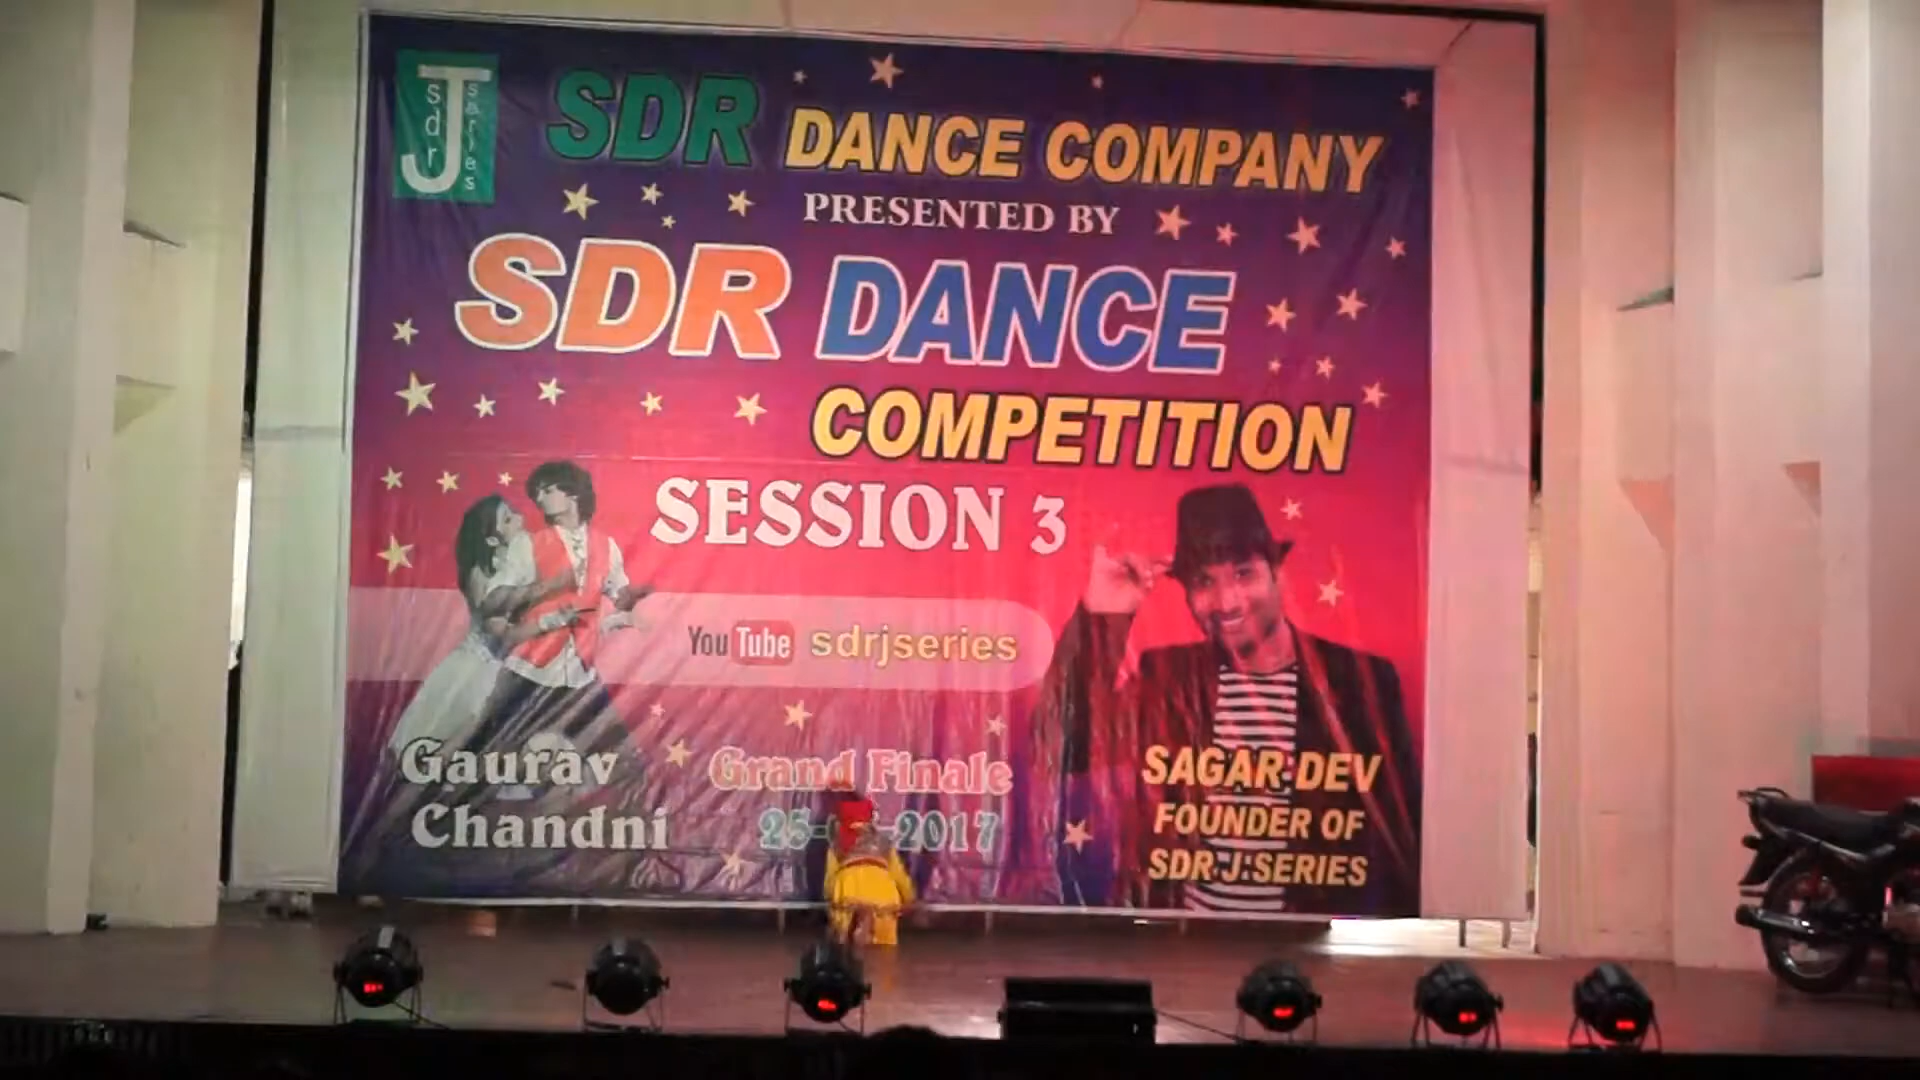 J
sdr
series
SDR DANCE COMPANY
PRESENTED BY
SDR DANCE
COMPETITION
SESSION 3
YouTube sdrjseries
Gaurav
Chandni
Grand Finale
25- -2017
SAGAR DEV
FOUNDER OF
SDR J SERIES